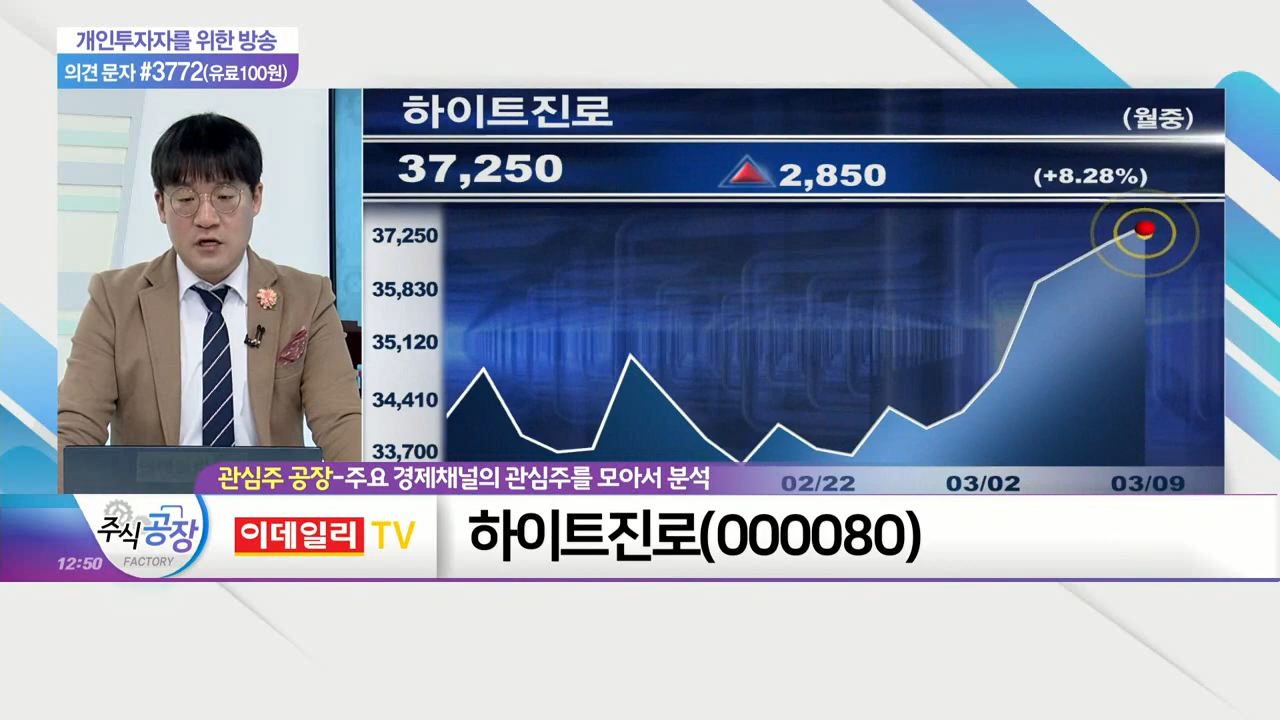 개인투자자를 위한 방송
의견 문자 #3772(유료100원)
하이트진로
(월중)
37,250
2,850
(+8.28%)
37,250
35,830
35,120
34,410
33,700
02/22
03/02
03/09
관심주 공장-주요 경제채널의 관심주를 모아서 분석
주식공장
FACTORY
12:50
이데일리 TV
하이트진로(000080)